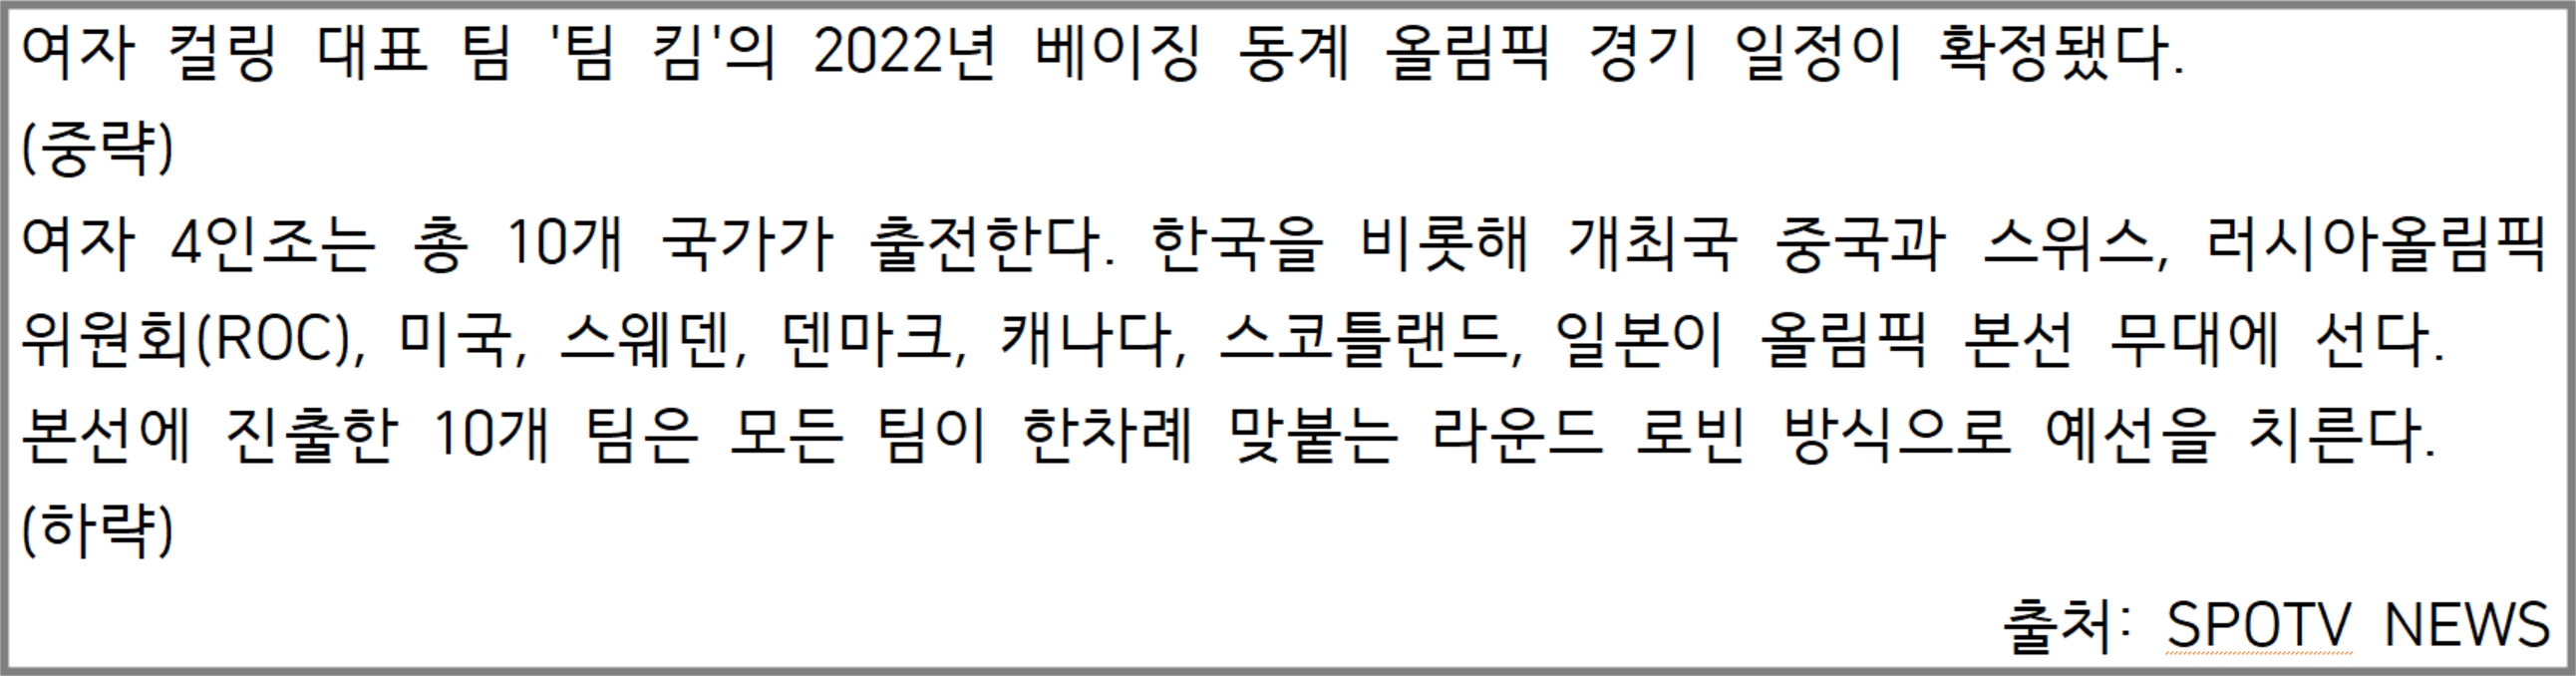 여자 컬링 대표 팀 '팀 킴'의 2022년 베이징 동계 올림픽 경기 일정이 확정됐다.
(중략)
여자 4인조는 총 10개 국가가 출전한다. 한국을 비롯해 개최국 중국과 스위스, 러시아올림픽
위원회(ROC), 미국, 스웨덴, 덴마크, 캐나다, 스코틀랜드, 일본이 올림픽 본선 무대에 선다.
본선에 진출한 10개 팀은 모든 팀이 한차례 맞붙는 라운드 로빈 방식으로 예선을 치른다.
(하략)
출처: SPOTV NEWS